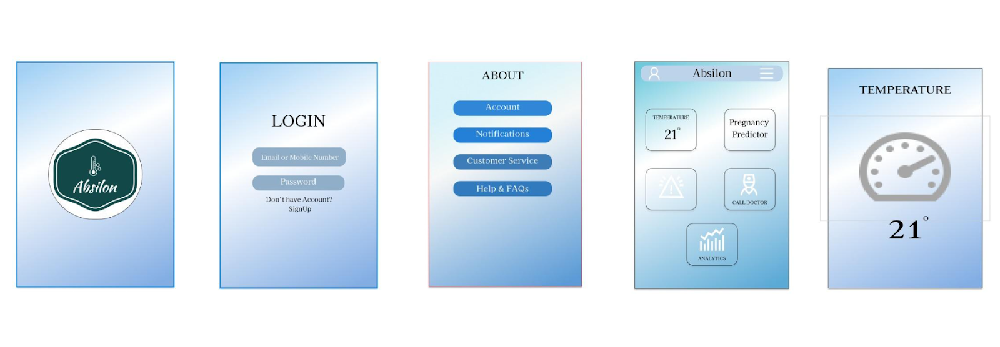 Absilon
LOGIN
Email or Mobile Number
Password
Don't have Account?
SignUp
ABOUT
Account
Notifications
Customer Service
Help & FAQs
Absilon
TEMPERATURE
21°
Pregnancy
Predictor
CALL DOCTOR
ANALYTICS
TEMPERATURE
21°